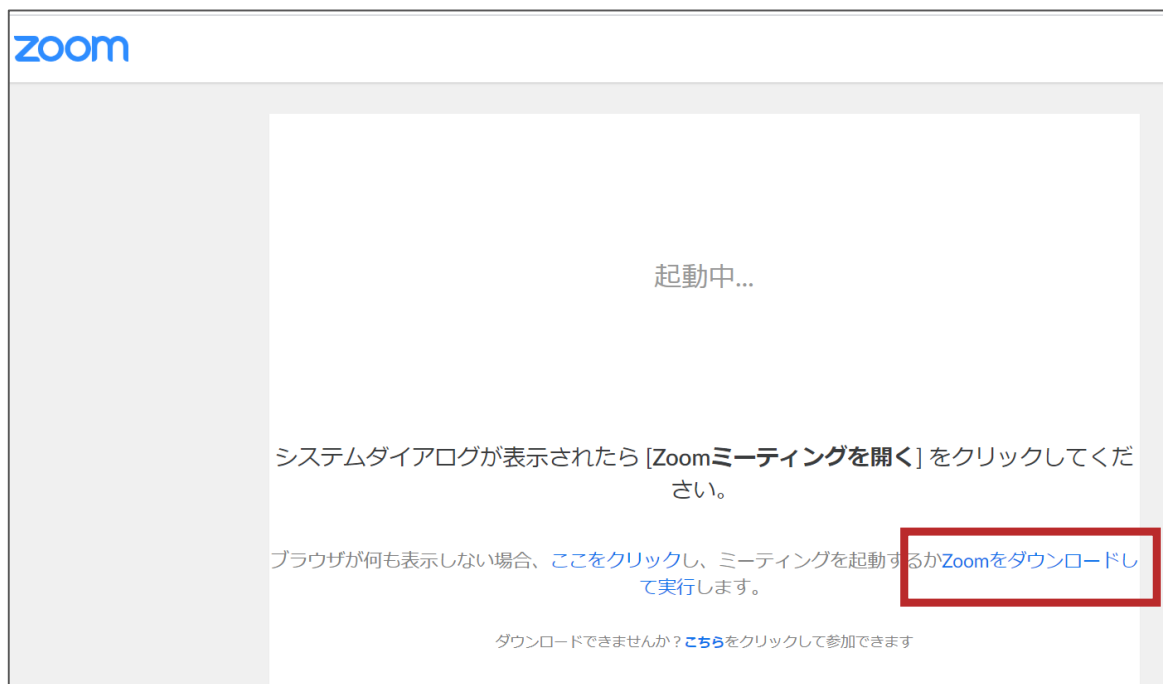 zoom
起動中...
システムダイアログが表示されたら [Zoomミーティングを開く] をクリックしてくだ
さい。
ブラウザが何も表示しない場合、ここをクリックし、ミーティングを起動するかZoomをダウンロードし
て実行します。
ダウンロードできませんか？こちらをクリックして参加できます